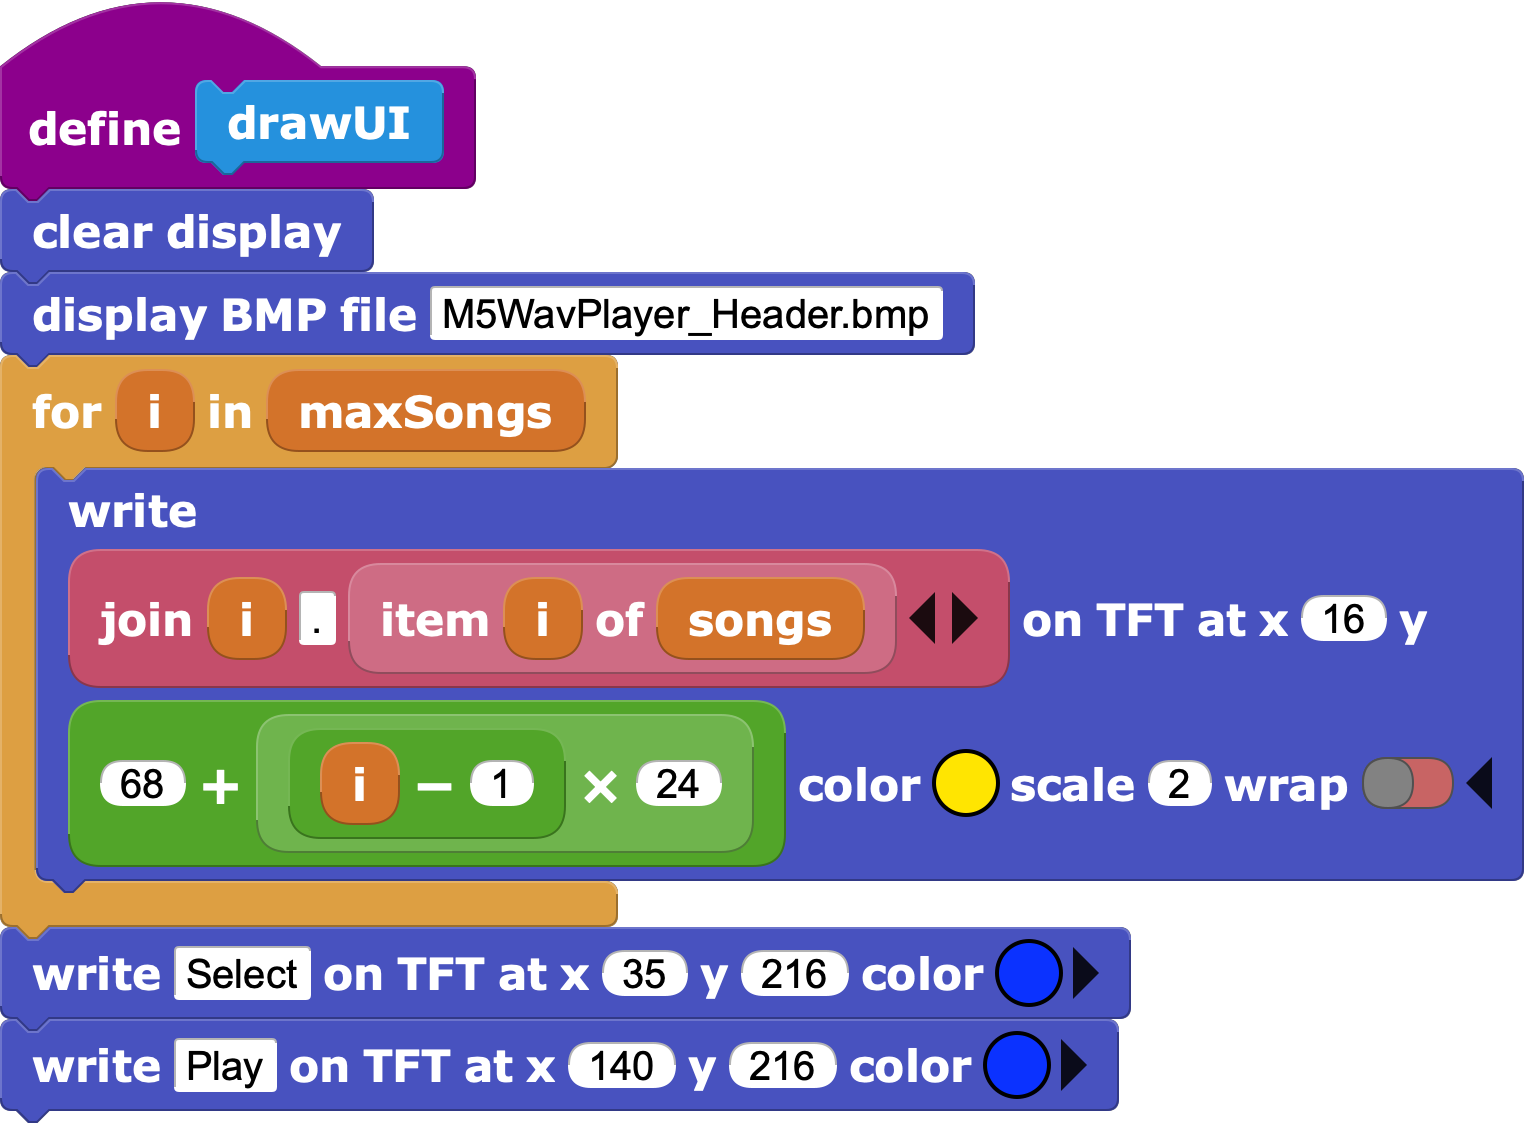 define drawUI
clear display
display BMP file M5WavPlayer_Header.bmp
for i in maxSongs
write
join i . item i of songs on TFT at x 16 y
68 + i − 1 × 24 color scale 2 wrap
write Select on TFT at x 35 y 216 color
write Play on TFT at x 140 y 216 color